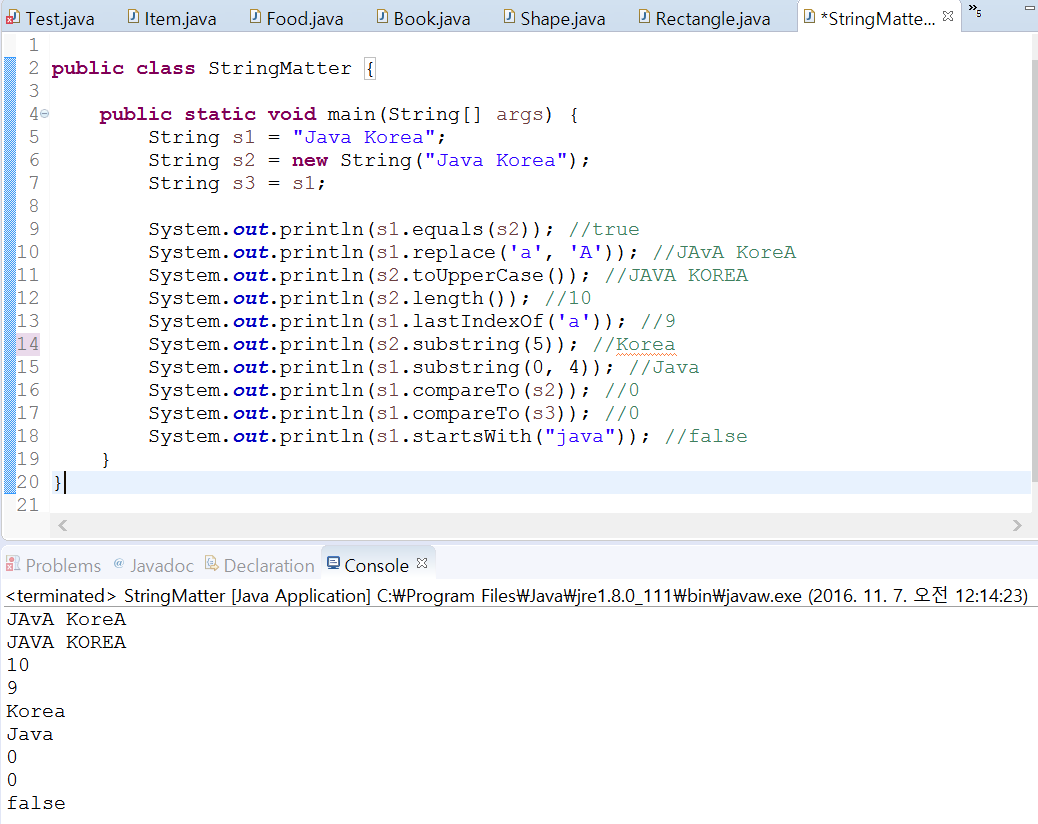 Test.java Item.java Food.java Book.java Shape.java Rectangle.java *StringMatte... »5
1
2 public class StringMatter {
3
4 public static void main(String[] args) {
5 String s1 = "Java Korea";
6 String s2 = new String("Java Korea");
7 String s3 = s1;
8
9 System.out.println(s1.equals(s2)); //true
10 System.out.println(s1.replace('a', 'A')); //JAvA KoreA
11 System.out.println(s2.toUpperCase()); //JAVA KOREA
12 System.out.println(s2.length()); //10
13 System.out.println(s1.lastIndexOf('a')); //9
14 System.out.println(s2.substring(5)); //Korea
15 System.out.println(s1.substring(0, 4)); //Java
16 System.out.println(s1.compareTo(s2)); //0
17 System.out.println(s1.compareTo(s3)); //0
18 System.out.println(s1.startsWith("java")); //false
19 }
20 }
21
Problems @ Javadoc Declaration Console
<terminated> StringMatter [Java Application] C:₩Program Files₩Java₩jre1.8.0_111₩bin₩javaw.exe (2016. 11. 7. 오전 12:14:23)
JAvA KoreA
JAVA KOREA
10
9
Korea
Java
0
0
false